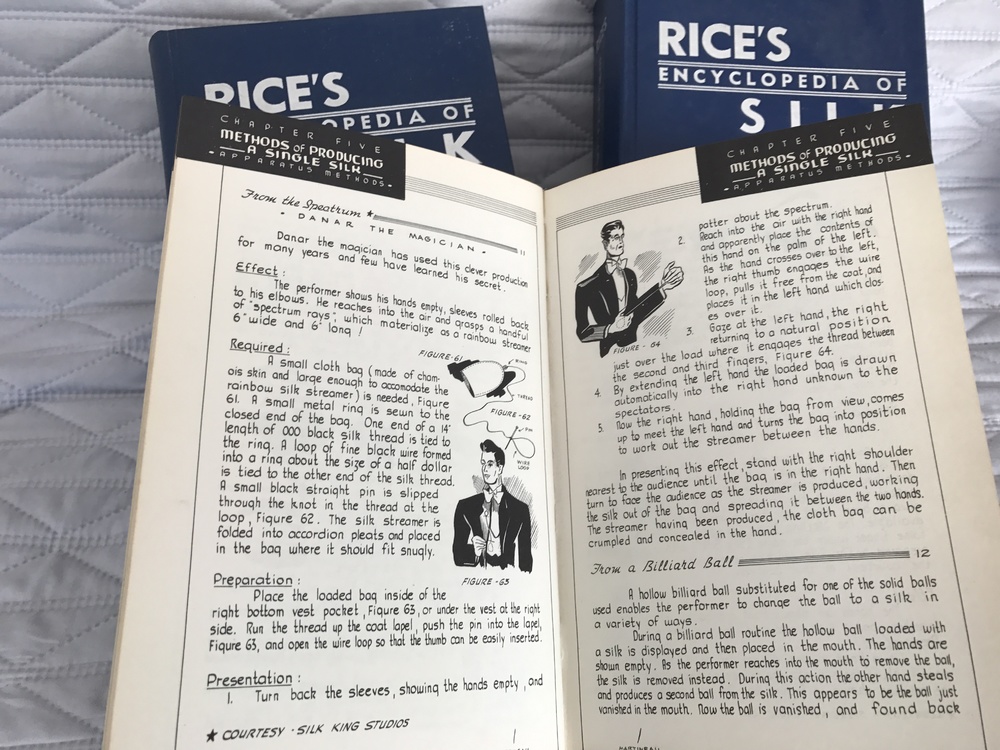 RICE'S
OPEDIA OF
LK
RICE'S
ENCYCLOPEDIA OF
SIL
CHAPTER FIVE
METHODS OF PRODUCING
A SINGLE SILK
- APPARATUS METHODS -
From the Spectrum ★
• DANAR THE MAGICIAN •
11
Danar the magician has used this clever production
for many years and few have learned his secret.
Effect:
The performer shows his hands empty, sleeves rolled back
to his elbows. He reaches into the air and grasps a handful
of "spectrum rays", which materialize as a rainbow streamer
6" wide and 6' long!
Required:
A small cloth bag (made of cham-
ois skin and large enough to accomodate the
rainbow silk streamer) is needed, Figure
61. A small metal ring is sewn to the
closed end of the bag. One end of a 14"
length of 000 black silk thread is tied to
the ring. A loop of fine black wire formed
into a ring about the size of a half dollar
is tied to the other end of the silk thread.
A small black straight pin is slipped
through the knot in the thread at the
loop, Figure 62. The silk streamer is
folded into accordion pleats and placed
in the bag where it should fit snugly.
FIGURE-61
THREAD
FIGURE-62
PIN
WIRE
LOOP
FIGURE-63
Preparation:
Place the loaded bag inside of the
right bottom vest pocket, Figure 63, or under the vest at the right
side. Run the thread up the coat lapel, push the pin into the lapel,
Figure 63, and open the wire loop so that the thumb can be easily inserted.
Presentation:
1. Turn back the sleeves, showing the hands empty, and
★ COURTESY - SILK KING STUDIOS
CHAPTER FIVE
METHODS OF PRODUCING
A SINGLE SILK
- APPARATUS METHODS -
patter about the spectrum.
2. Reach into the air with the right hand
and apparently place the contents of
this hand on the palm of the left.
As the hand crosses over to the left,
the right thumb engages the wire
loop, pulls it free from the coat, and
places it in the left hand which clos-
es over it.
3. Gaze at the left hand, the right
returning to a natural position
just over the load where it engages the thread between
the second and third fingers, Figure 64.
FIGURE - 64
4. By extending the left hand the loaded bag is drawn
automatically into the right hand unknown to the
spectators.
5. Now the right hand, holding the bag from view, comes
up to meet the left hand and turns the bag into position
to work out the streamer between the hands.
In presenting this effect, stand with the right shoulder
nearest to the audience until the bag is in the right hand. Then
turn to face the audience as the streamer is produced, working
the silk out of the bag and spreading it between the two hands.
The streamer having been produced, the cloth bag can be
crumpled and concealed in the hand.
From a Billiard Ball
12
A hollow billiard ball substituted for one of the solid balls
used enables the performer to change the ball to a silk in
a variety of ways.
During a billiard ball routine the hollow ball loaded with
a silk is displayed and then placed in the mouth. The hands are
shown empty. As the performer reaches into the mouth to remove the ball,
the silk is removed instead. During this action the other hand steals
and produces a second ball from the silk. This appears to be the ball just
vanished in the mouth. Now the ball is vanished, and found back